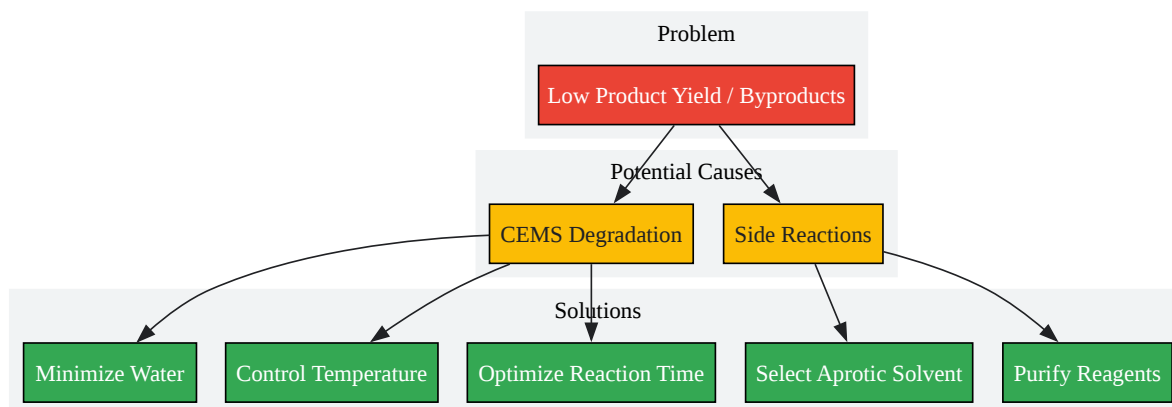 Problem
Low Product Yield / Byproducts
Potential Causes
CEMS Degradation
Side Reactions
Solutions
Minimize Water
Control Temperature
Optimize Reaction Time
Select Aprotic Solvent
Purify Reagents